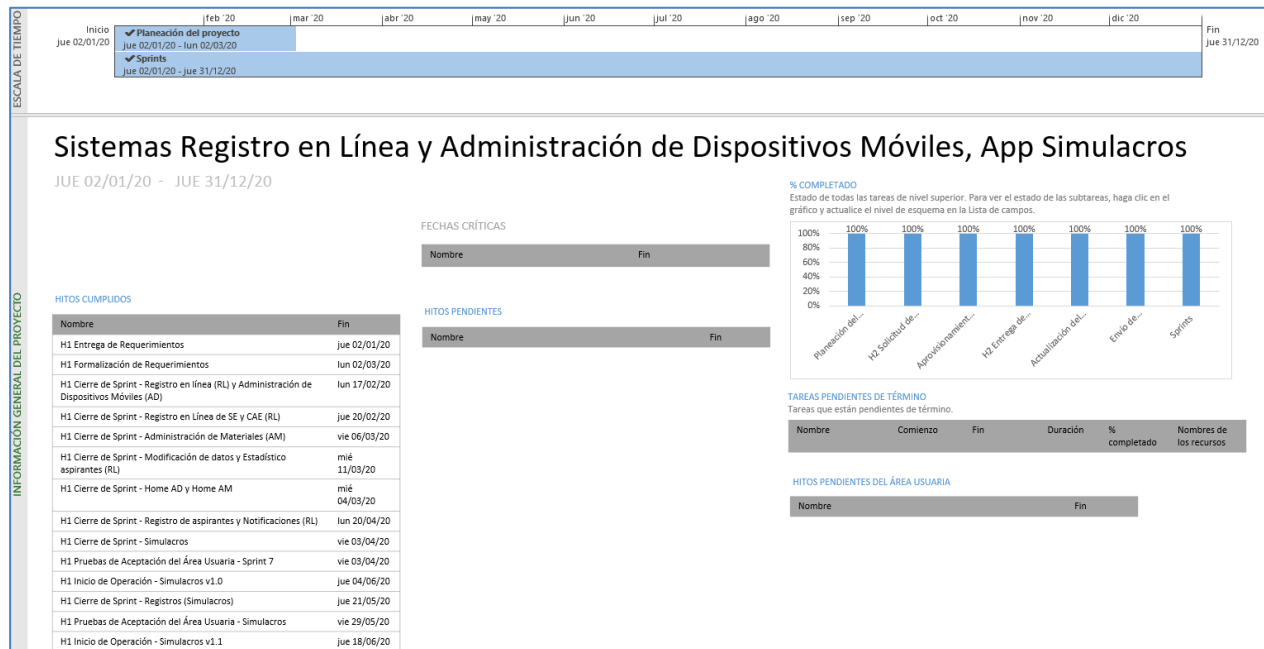 ESCALA DE TIEMPO
feb '20
mar '20
abr '20
may '20
jun '20
jul '20
ago '20
sep '20
oct '20
nov '20
dic '20
Inicio
jue 02/01/20
Planeación del proyecto
jue 02/01/20 - lun 02/03/20
Sprints
jue 02/01/20 - jue 31/12/20
Fin
jue 31/12/20
INFORMACIÓN GENERAL DEL PROYECTO
Sistemas Registro en Línea y Administración de Dispositivos Móviles, App Simulacros
JUE 02/01/20 - JUE 31/12/20
HITOS CUMPLIDOS
Nombre Fin
H1 Entrega de Requerimientos jue 02/01/20
H1 Formalización de Requerimientos lun 02/03/20
H1 Cierre de Sprint - Registro en línea (RL) y Administración de lun 17/02/20
Dispositivos Móviles (AD)
H1 Cierre de Sprint - Registro en Línea de SE y CAE (RL) jue 20/02/20
H1 Cierre de Sprint - Administración de Materiales (AM) vie 06/03/20
H1 Cierre de Sprint - Modificación de datos y Estadístico mié
aspirantes (RL) 11/03/20
H1 Cierre de Sprint - Home AD y Home AM mié
04/03/20
H1 Cierre de Sprint - Registro de aspirantes y Notificaciones (RL) lun 20/04/20
H1 Cierre de Sprint - Simulacros vie 03/04/20
H1 Pruebas de Aceptación del Área Usuaria - Sprint 7 vie 03/04/20
H1 Inicio de Operación - Simulacros v1.0 jue 04/06/20
H1 Cierre de Sprint - Registros (Simulacros) jue 21/05/20
H1 Pruebas de Aceptación del Área Usuaria - Simulacros vie 29/05/20
H1 Inicio de Operación - Simulacros v1.1 jue 18/06/20
FECHAS CRÍTICAS
Nombre Fin
HITOS PENDIENTES
Nombre Fin
% COMPLETADO
Estado de todas las tareas de nivel superior. Para ver el estado de las subtareas, haga clic en el
gráfico y actualice el nivel de esquema en la Lista de campos.
100%
80%
60%
40%
20%
0%
100% 100% 100% 100% 100% 100% 100%
Planeación del...
H2 Solicitud de...
Aprovisionamient...
H2 Entrega de...
Actualización del...
Envío de...
Sprints
TAREAS PENDIENTES DE TÉRMINO
Tareas que están pendientes de término.
Nombre Comienzo Fin Duración % Nombres de
completado los recursos
HITOS PENDIENTES DEL ÁREA USUARIA
Nombre Fin